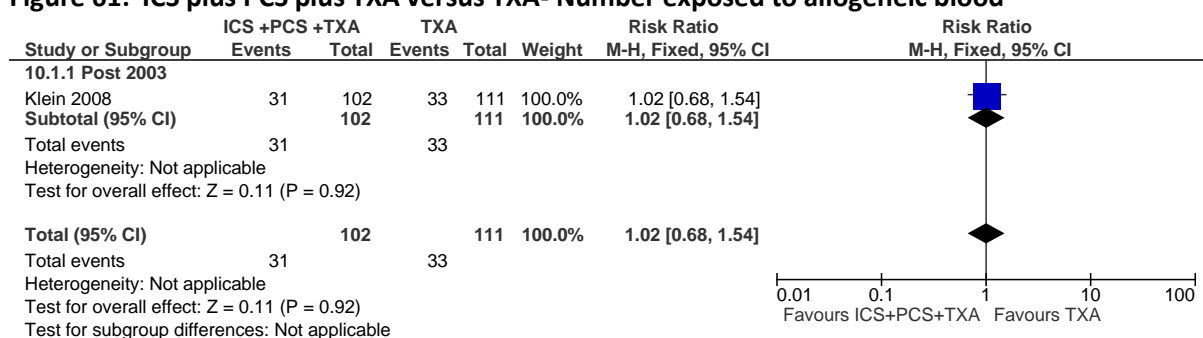 Figure 61: ICS plus PCS plus TXA versus TXA- Number exposed to allogeneic blood
ICS +PCS +TXA TXA Risk Ratio Risk Ratio
Study or Subgroup Events Total Events Total Weight M-H, Fixed, 95% CI M-H, Fixed, 95% CI
10.1.1 Post 2003
Klein 2008 31 102 33 111 100.0% 1.02 [0.68, 1.54]
Subtotal (95% CI) 102 111 100.0% 1.02 [0.68, 1.54]
Total events 31 33
Heterogeneity: Not applicable
Test for overall effect: Z = 0.11 (P = 0.92)
Total (95% CI) 102 111 100.0% 1.02 [0.68, 1.54]
Total events 31 33
Heterogeneity: Not applicable
Test for overall effect: Z = 0.11 (P = 0.92)
Test for subgroup differences: Not applicable
0.01 0.1 1 10 100
Favours ICS+PCS+TXA Favours TXA